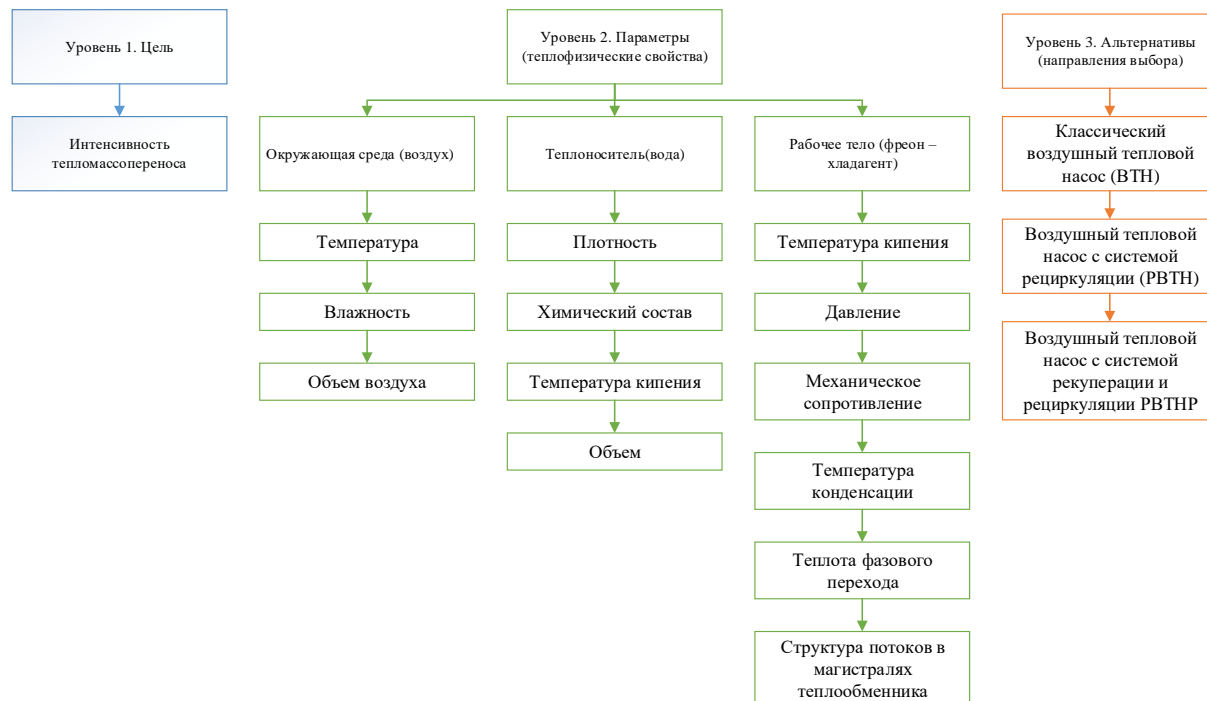 Уровень 1. Цель
Интенсивность
тепломассопереноса
Уровень 2. Параметры
(теплофизические свойства)
Окружающая среда (воздух)
Температура
Влажность
Объем воздуха
Теплоноситель(вода)
Плотность
Химический состав
Температура кипения
Объем
Рабочее тело (фреон –
хладагент)
Температура кипения
Давление
Механическое
сопротивление
Температура
конденсации
Теплота фазового
перехода
Структура потоков в
магистралях
теплообменника
Уровень 3. Альтернативы
(направления выбора)
Классический
воздушный тепловой
насос (ВТН)
Воздушный тепловой
насос с системой
рециркуляции (РВТН)
Воздушный тепловой
насос с системой
рекуперации и
рециркуляции РВТНР